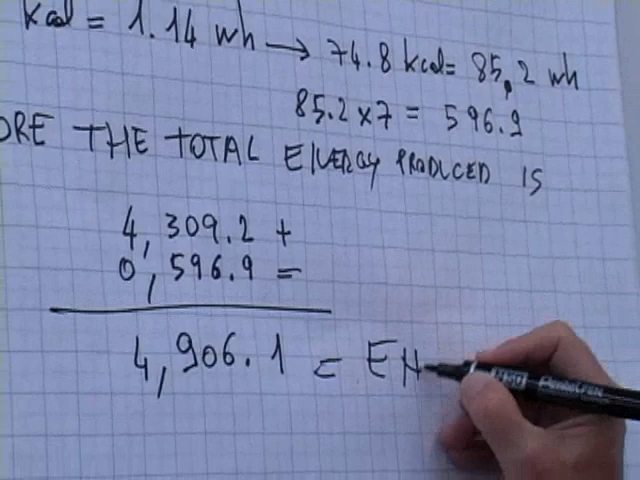 Kcal = 1.14 Wh → 74.8 kcal = 85,2 Wh
85.2 x 7 = 596.9
ORE THE TOTAL ENERGY PRODUCED IS
4,309.2 +
0,596.9 =
4,906.1 = EN